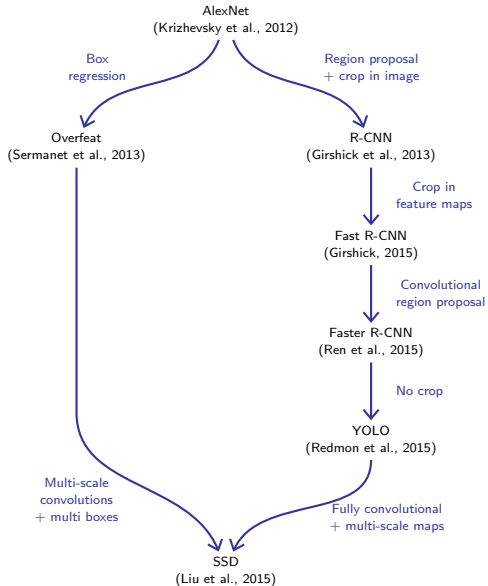 AlexNet
(Krizhevsky et al., 2012)
Box
regression
Region proposal
+ crop in image
Overfeat
(Sermanet et al., 2013)
R-CNN
(Girshick et al., 2013)
Crop in
feature maps
Fast R-CNN
(Girshick, 2015)
Convolutional
region proposal
Faster R-CNN
(Ren et al., 2015)
No crop
YOLO
(Redmon et al., 2015)
Multi-scale
convolutions
+ multi boxes
Fully convolutional
+ multi-scale maps
SSD
(Liu et al., 2015)